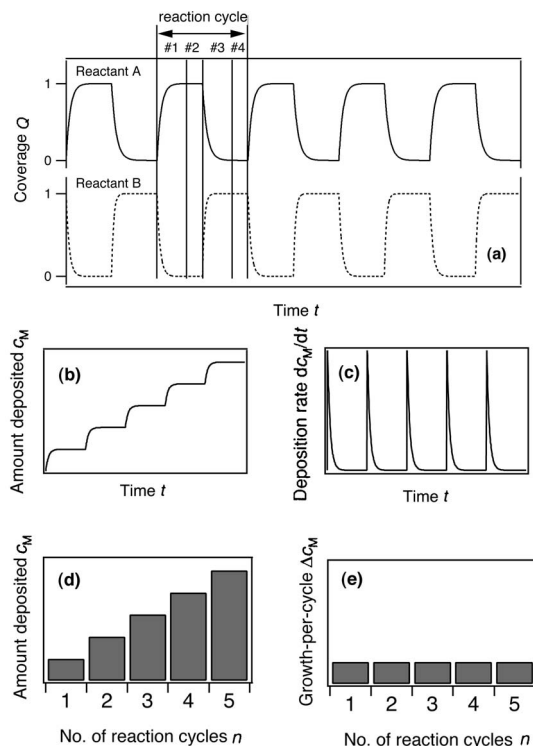 reaction cycle
#1 #2 #3 #4
Reactant A
1
0
Coverage Q
Reactant B
1
0
(a)
Time t
Amount deposited cM
(b)
Time t
Deposition rate dcM/dt
(c)
Time t
Amount deposited cM
(d)
1 2 3 4 5
No. of reaction cycles n
Growth-per-cycle ΔcM
(e)
1 2 3 4 5
No. of reaction cycles n